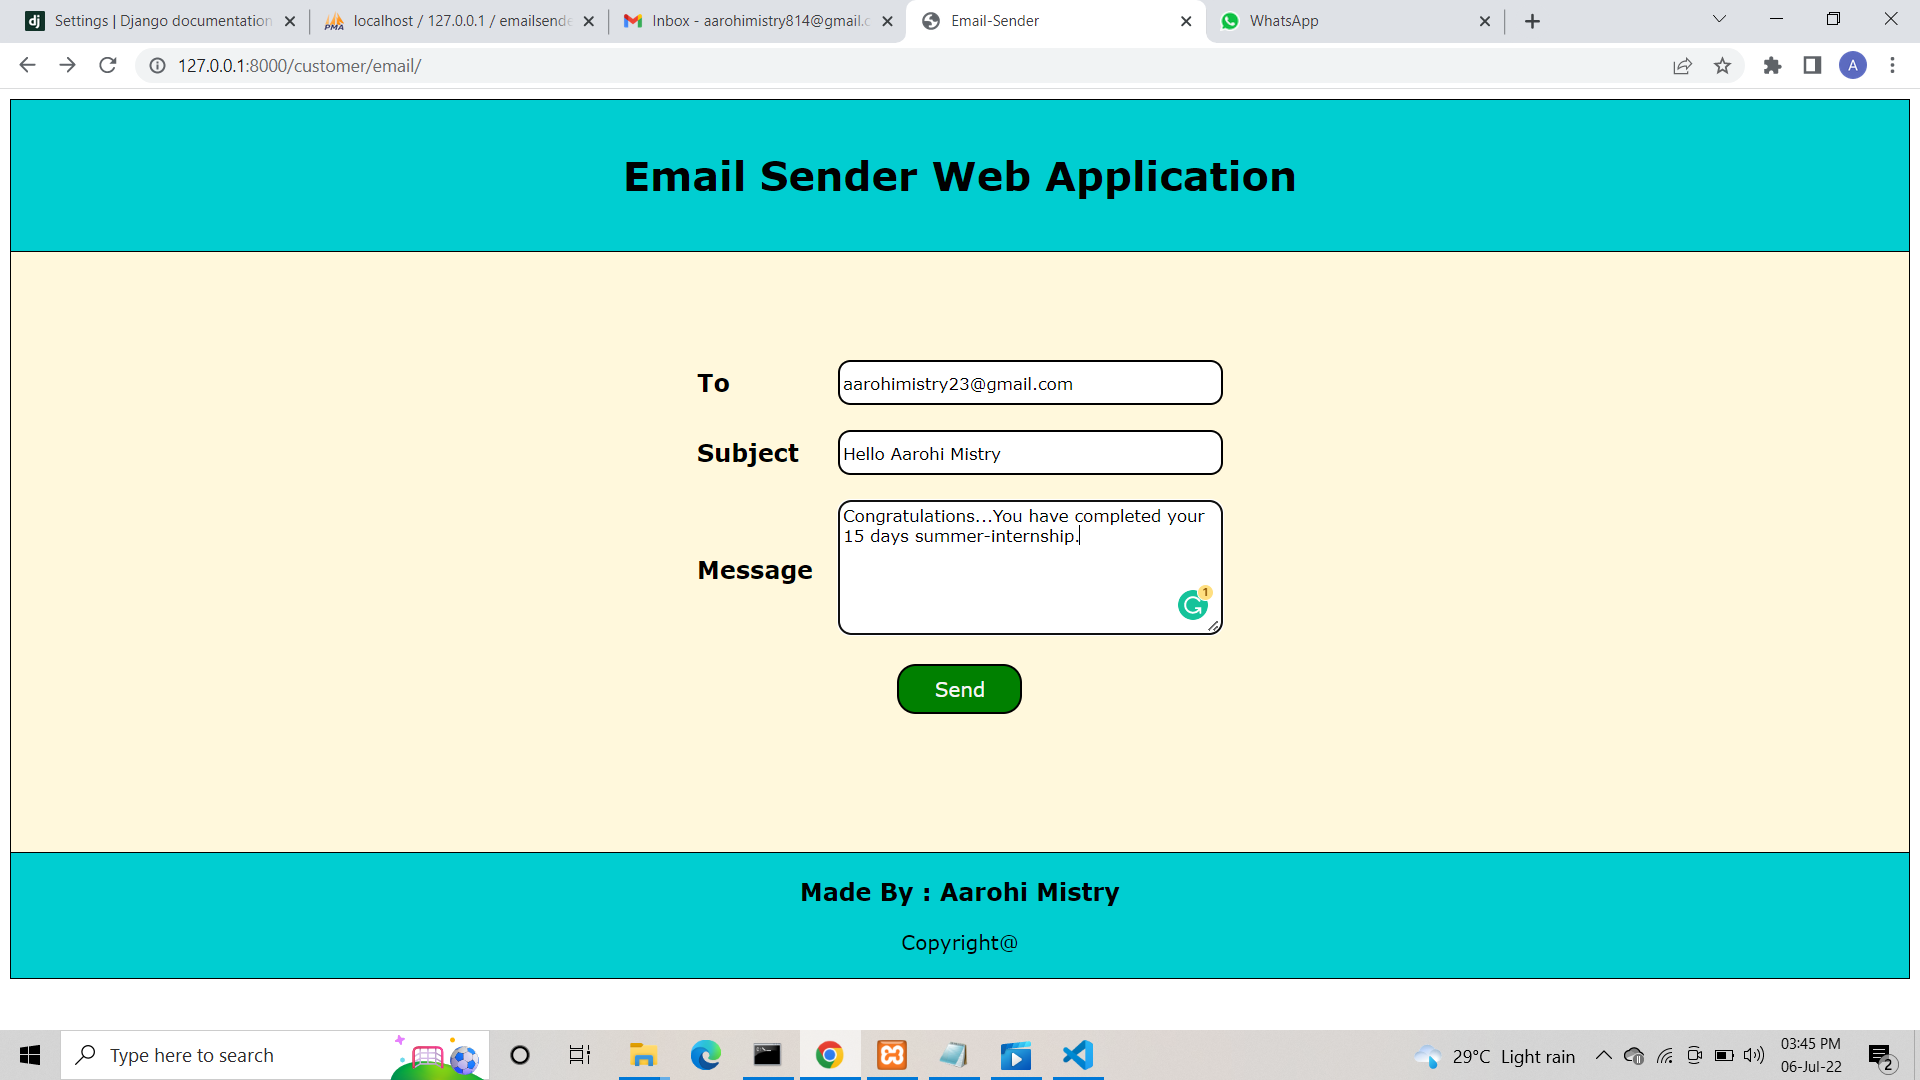 Settings | Django documentation
localhost / 127.0.0.1 / emailsende
Inbox - aarohimistry814@gmail.c
Email-Sender
WhatsApp
127.0.0.1:8000/customer/email/
A
Email Sender Web Application
To
aarohimistry23@gmail.com
Subject
Hello Aarohi Mistry
Message
Congratulations...You have completed your
15 days summer-internship.
1
Send
Made By : Aarohi Mistry
Copyright@
Type here to search
29°C Light rain
03:45 PM
06-Jul-22
2